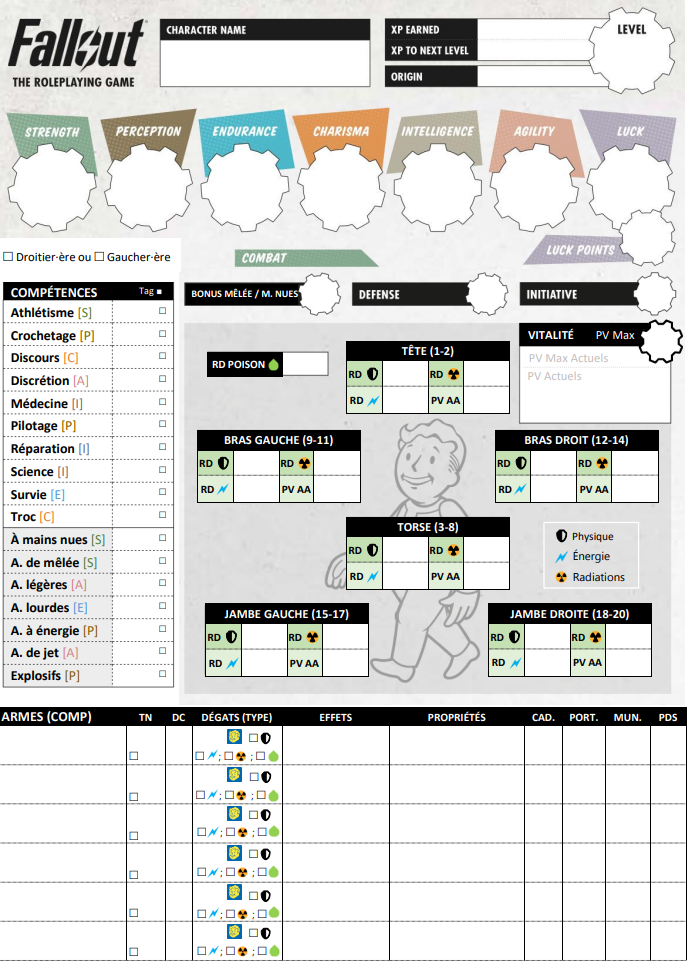 Fallout
THE ROLEPLAYING GAME
CHARACTER NAME
XP EARNED
XP TO NEXT LEVEL
ORIGIN
LEVEL
STRENGTH PERCEPTION ENDURANCE CHARISMA INTELLIGENCE AGILITY LUCK
☐ Droitier·ère ou ☐ Gaucher·ère
COMBAT
LUCK POINTS
COMPÉTENCES Tag ■
Athlétisme [S] ☐
Crochetage [P] ☐
Discours [C] ☐
Discrétion [A] ☐
Médecine [I] ☐
Pilotage [P] ☐
Réparation [I] ☐
Science [I] ☐
Survie [E] ☐
Troc [C] ☐
À mains nues [S] ☐
A. de mêlée [S] ☐
A. légères [A] ☐
A. lourdes [E] ☐
A. à énergie [P] ☐
A. de jet [A] ☐
Explosifs [P] ☐
BONUS MÊLÉE / M. NUES
DEFENSE
INITIATIVE
RD POISON
TÊTE (1-2)
RD RD
RD PV AA
VITALITÉ PV Max
PV Max Actuels
PV Actuels
BRAS GAUCHE (9-11)
RD RD
RD PV AA
BRAS DROIT (12-14)
RD RD
RD PV AA
TORSE (3-8)
RD RD
RD PV AA
Physique
Énergie
Radiations
JAMBE GAUCHE (15-17)
RD RD
RD PV AA
JAMBE DROITE (18-20)
RD RD
RD PV AA
ARMES (COMP) TN DC DÉGATS (TYPE) EFFETS PROPRIÉTÉS CAD. PORT. MUN. PDS
☐
☐ ☐ ; ☐ ; ☐
☐
☐ ☐ ; ☐ ; ☐
☐
☐ ☐ ; ☐ ; ☐
☐
☐ ☐ ; ☐ ; ☐
☐
☐ ☐ ; ☐ ; ☐
☐
☐ ☐ ; ☐ ; ☐